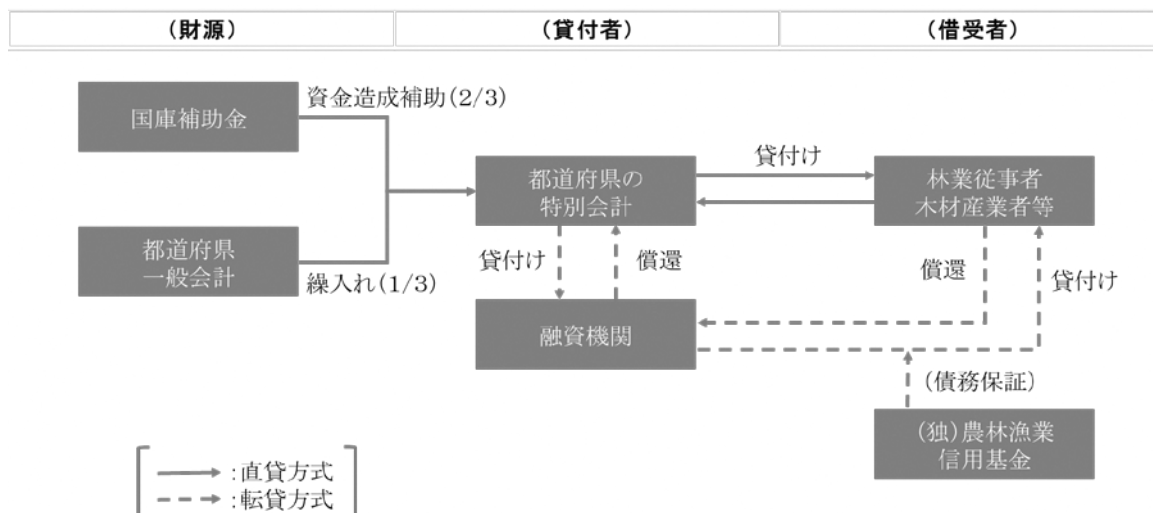 (財源)
(貸付者)
(借受者)
国庫補助金
資金造成補助(2/3)
都道府県
一般会計
繰入れ(1/3)
都道府県の
特別会計
貸付け
林業従事者
木材産業者等
貸付け
償還
融資機関
償還
貸付け
(債務保証)
(独)農林漁業
信用基金
:直貸方式
:転貸方式